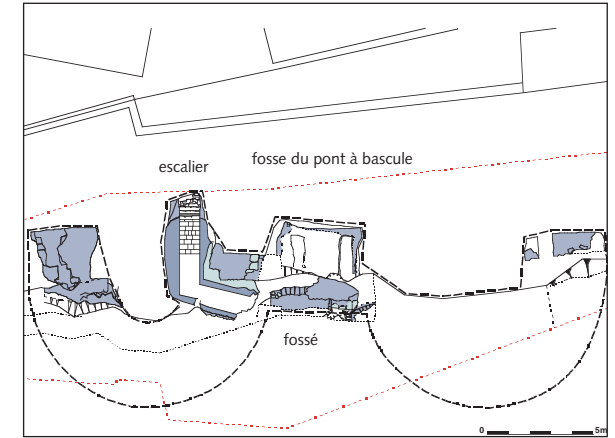 fosse du pont à bascule
escalier
fossé
0 5m